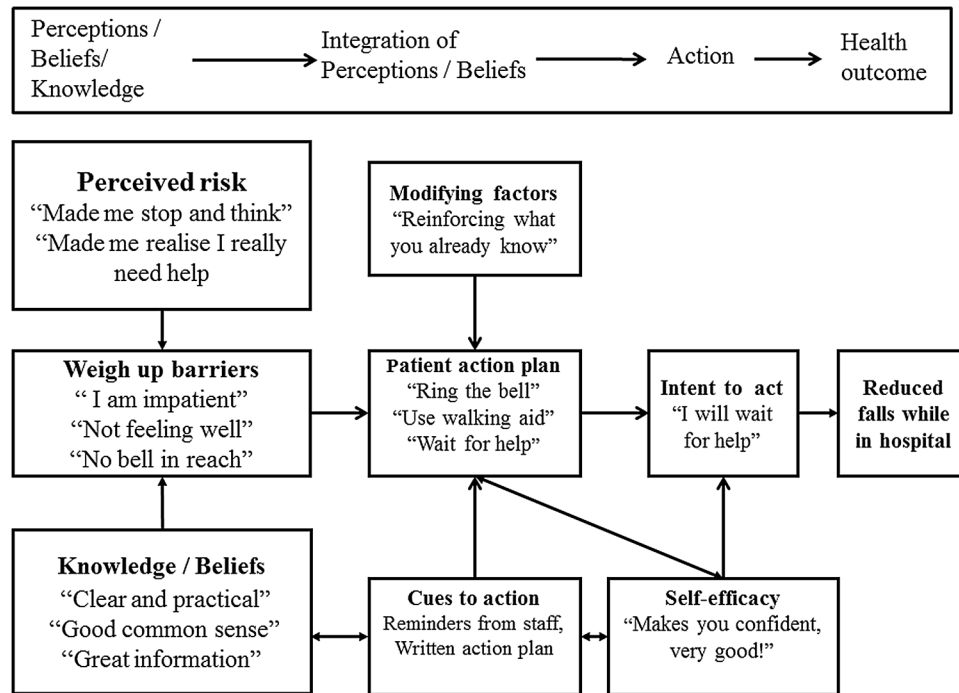 Perceptions /
Beliefs/
Knowledge
Integration of
Perceptions / Beliefs
Action
Health
outcome
Perceived risk
“Made me stop and think”
“Made me realise I really
need help
Modifying factors
“Reinforcing what
you already know”
Weigh up barriers
“ I am impatient”
“Not feeling well”
“No bell in reach”
Patient action plan
“Ring the bell”
“Use walking aid”
“Wait for help”
Intent to act
“I will wait
for help”
Reduced
falls while
in hospital
Knowledge / Beliefs
“Clear and practical”
“Good common sense”
“Great information”
Cues to action
Reminders from staff,
Written action plan
Self-efficacy
“Makes you confident,
very good!”